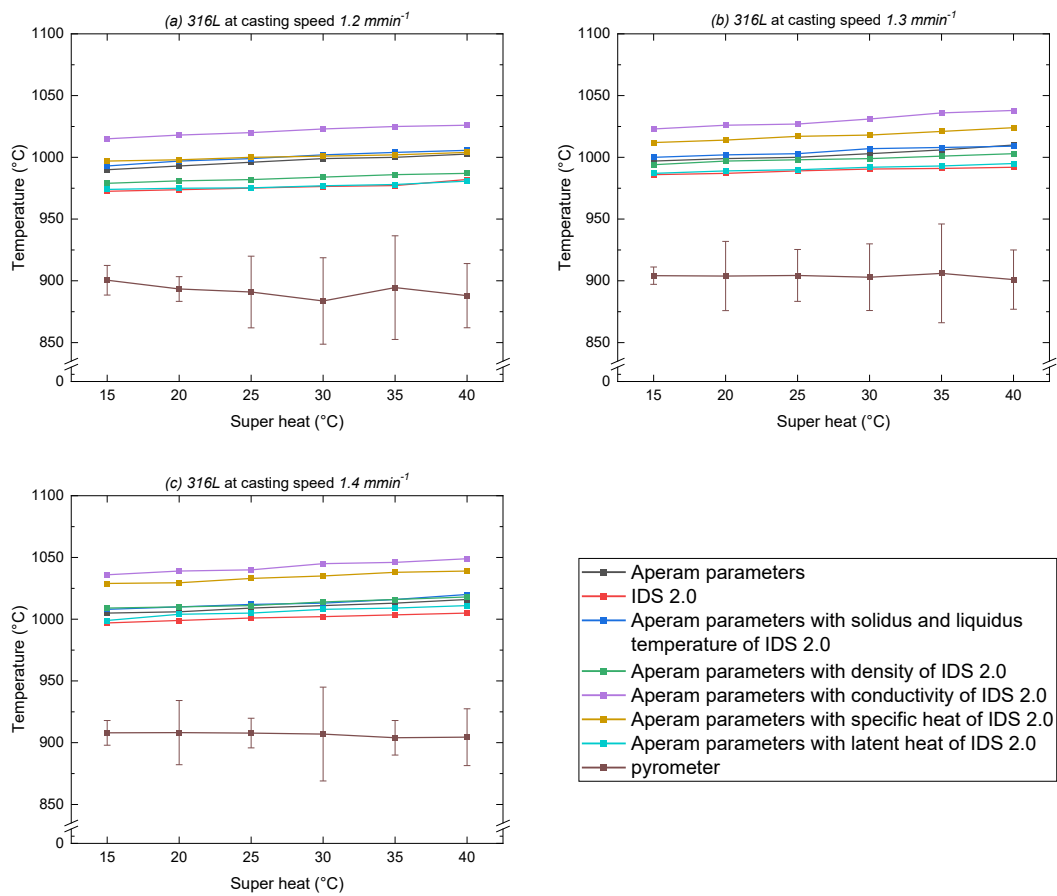 (a) 316L at casting speed 1.2 mmin-1
1100
1050
1000
950
900
850
0
Temperature (°C)
15 20 25 30 35 40
Super heat (°C)
(b) 316L at casting speed 1.3 mmin-1
1100
1050
1000
950
900
850
0
Temperature (°C)
15 20 25 30 35 40
Super heat (°C)
(c) 316L at casting speed 1.4 mmin-1
1100
1050
1000
950
900
850
0
Temperature (°C)
15 20 25 30 35 40
Super heat (°C)
Aperam parameters
IDS 2.0
Aperam parameters with solidus and liquidus
temperature of IDS 2.0
Aperam parameters with density of IDS 2.0
Aperam parameters with conductivity of IDS 2.0
Aperam parameters with specific heat of IDS 2.0
Aperam parameters with latent heat of IDS 2.0
pyrometer